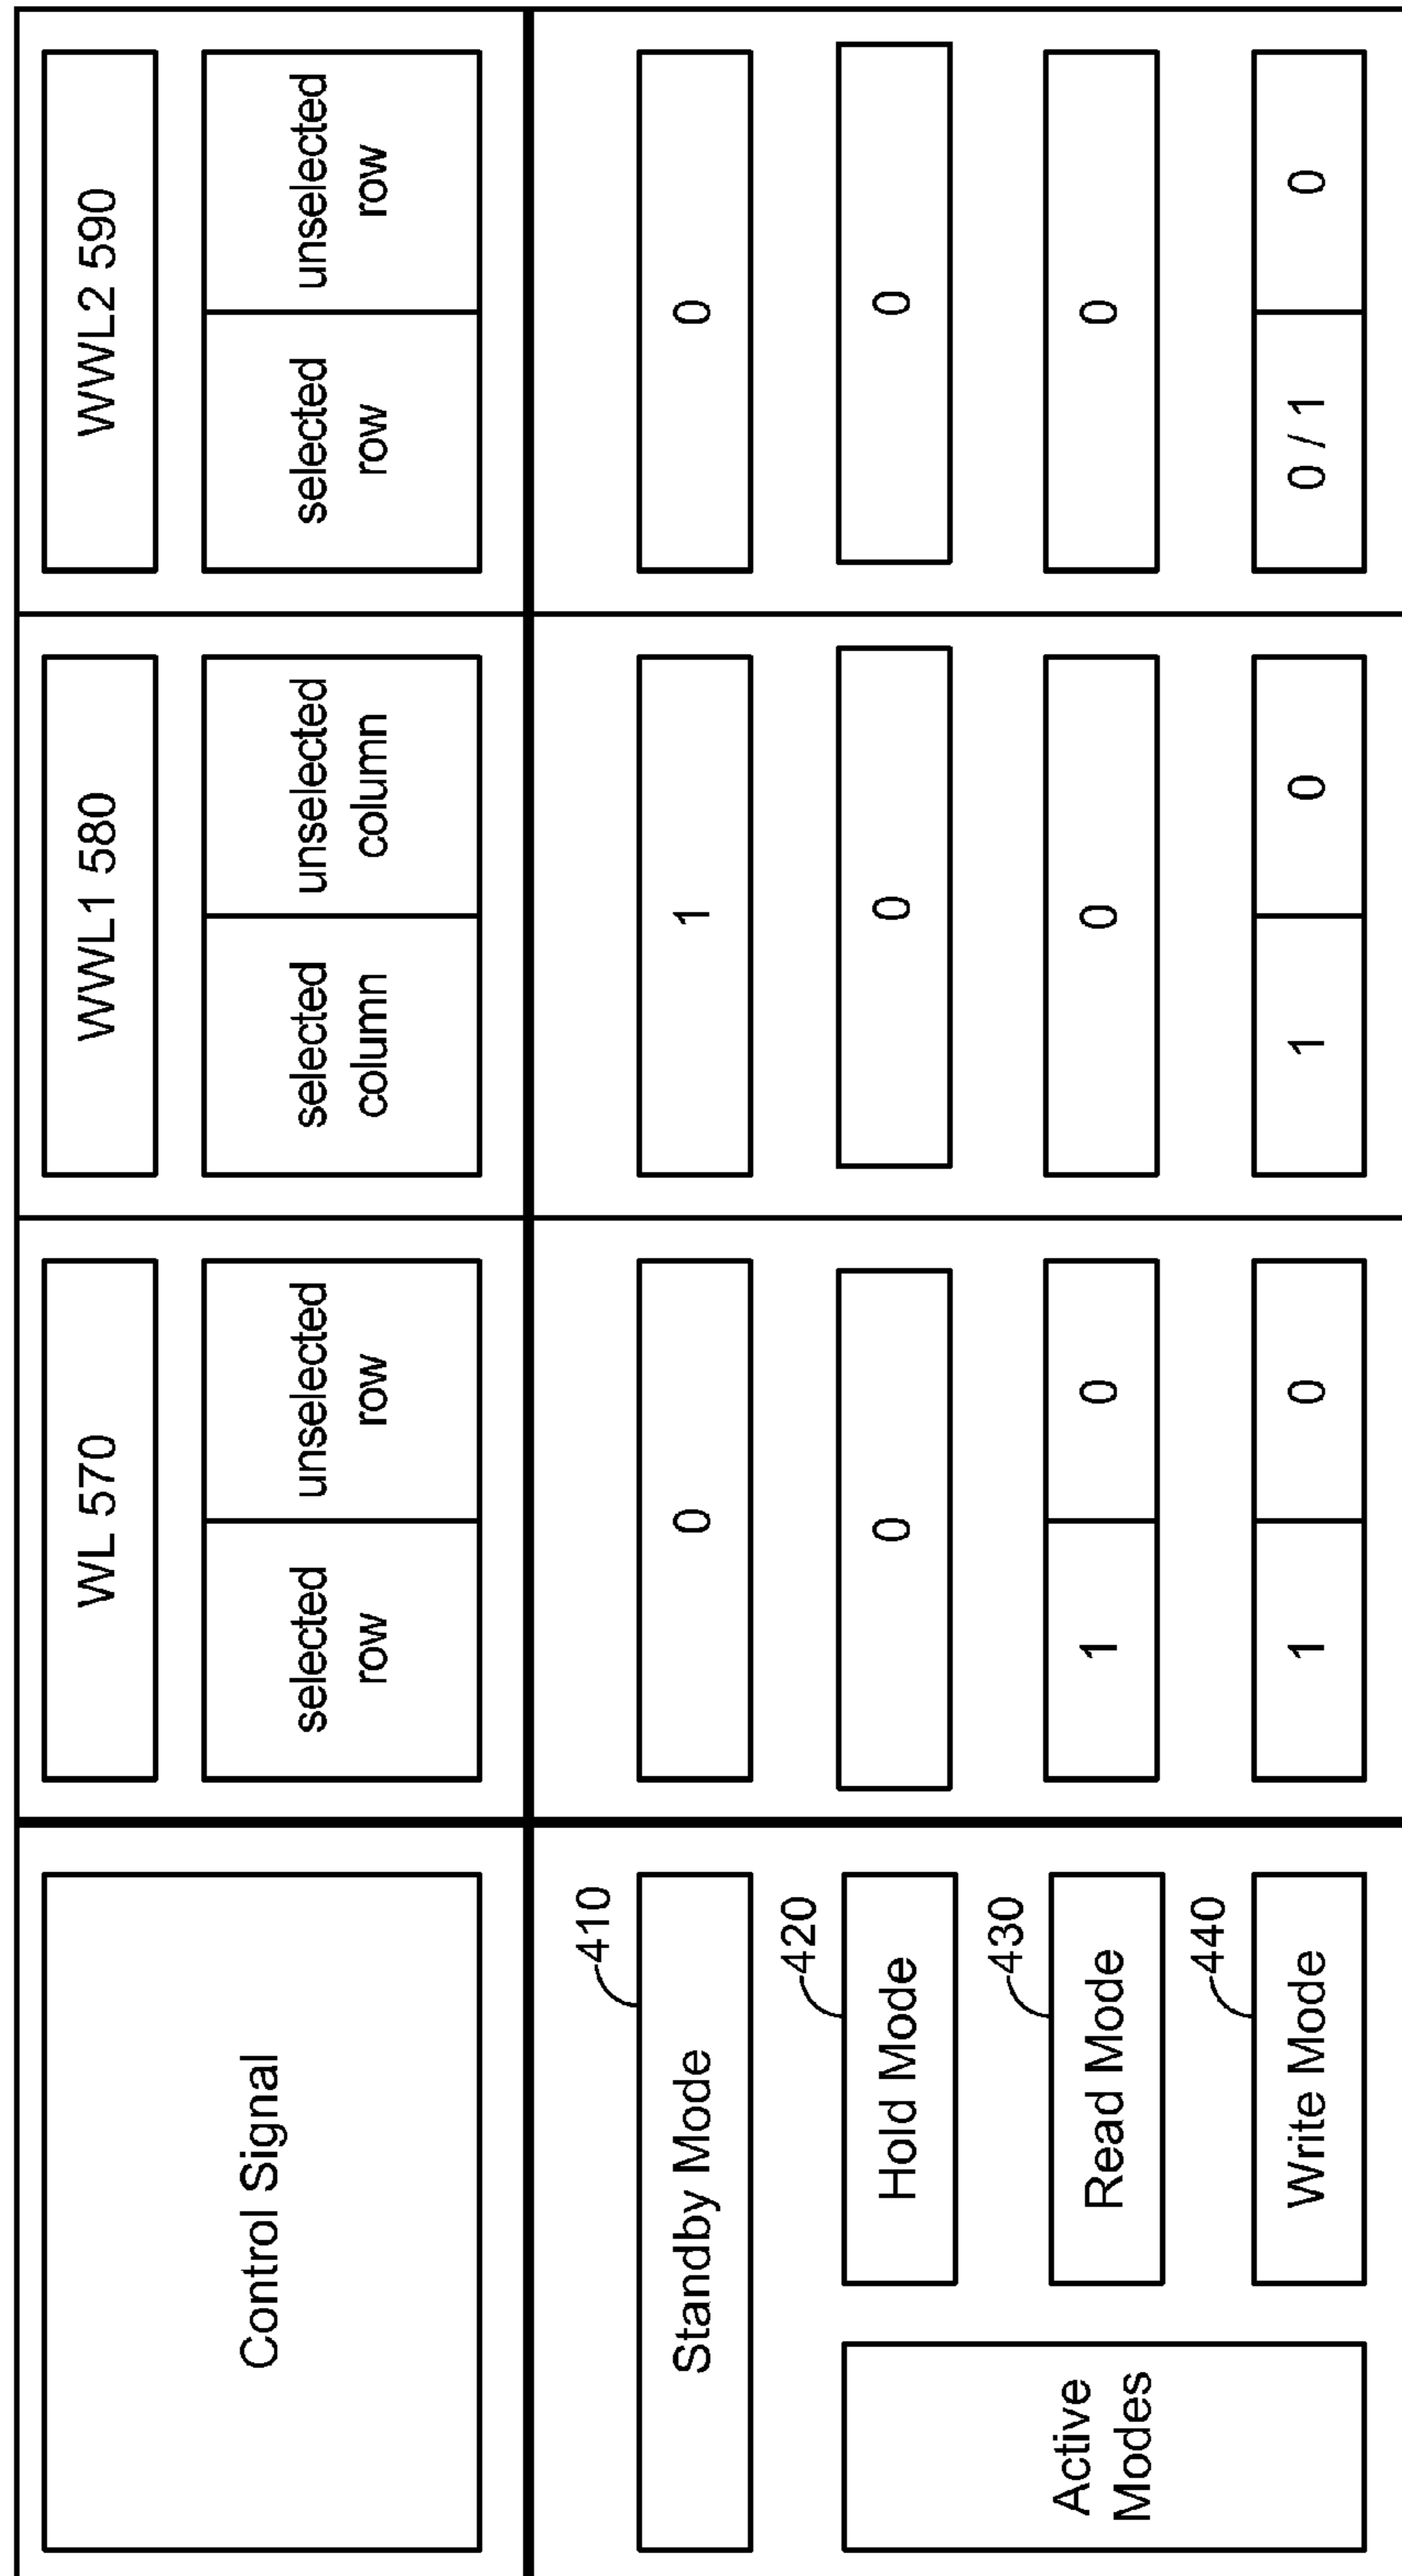 Control Signal
WL 570
WWL1 580
WWL2 590
selected
row
unselected
row
selected
column
unselected
column
selected
row
unselected
row
410
Standby Mode
0
1
0
Active
Modes
420
Hold Mode
0
0
0
430
Read Mode
1
0
0
0
440
Write Mode
1
0
1
0
0 / 1
0